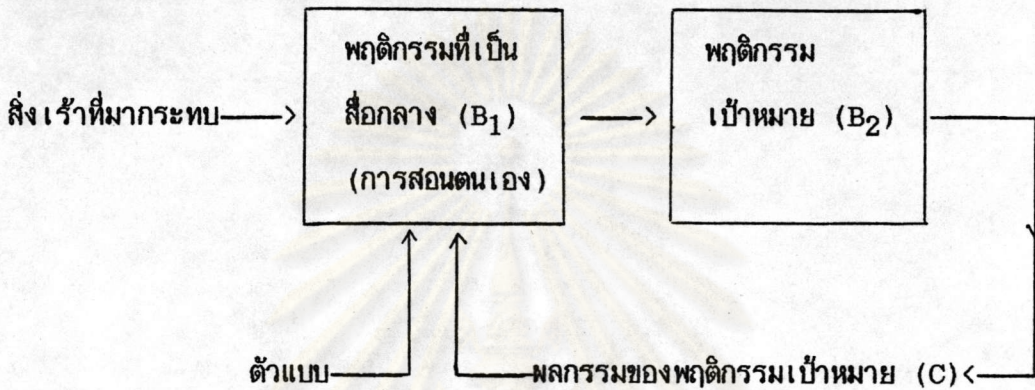 พฤติกรรมที่เป็น
สื่อกลาง (B₁)
(การสอนตนเอง)
พฤติกรรม
เป้าหมาย (B₂)
สิ่งเร้าที่มากระทบ
ตัวแบบ
ผลกรรมของพฤติกรรมเป้าหมาย (C)